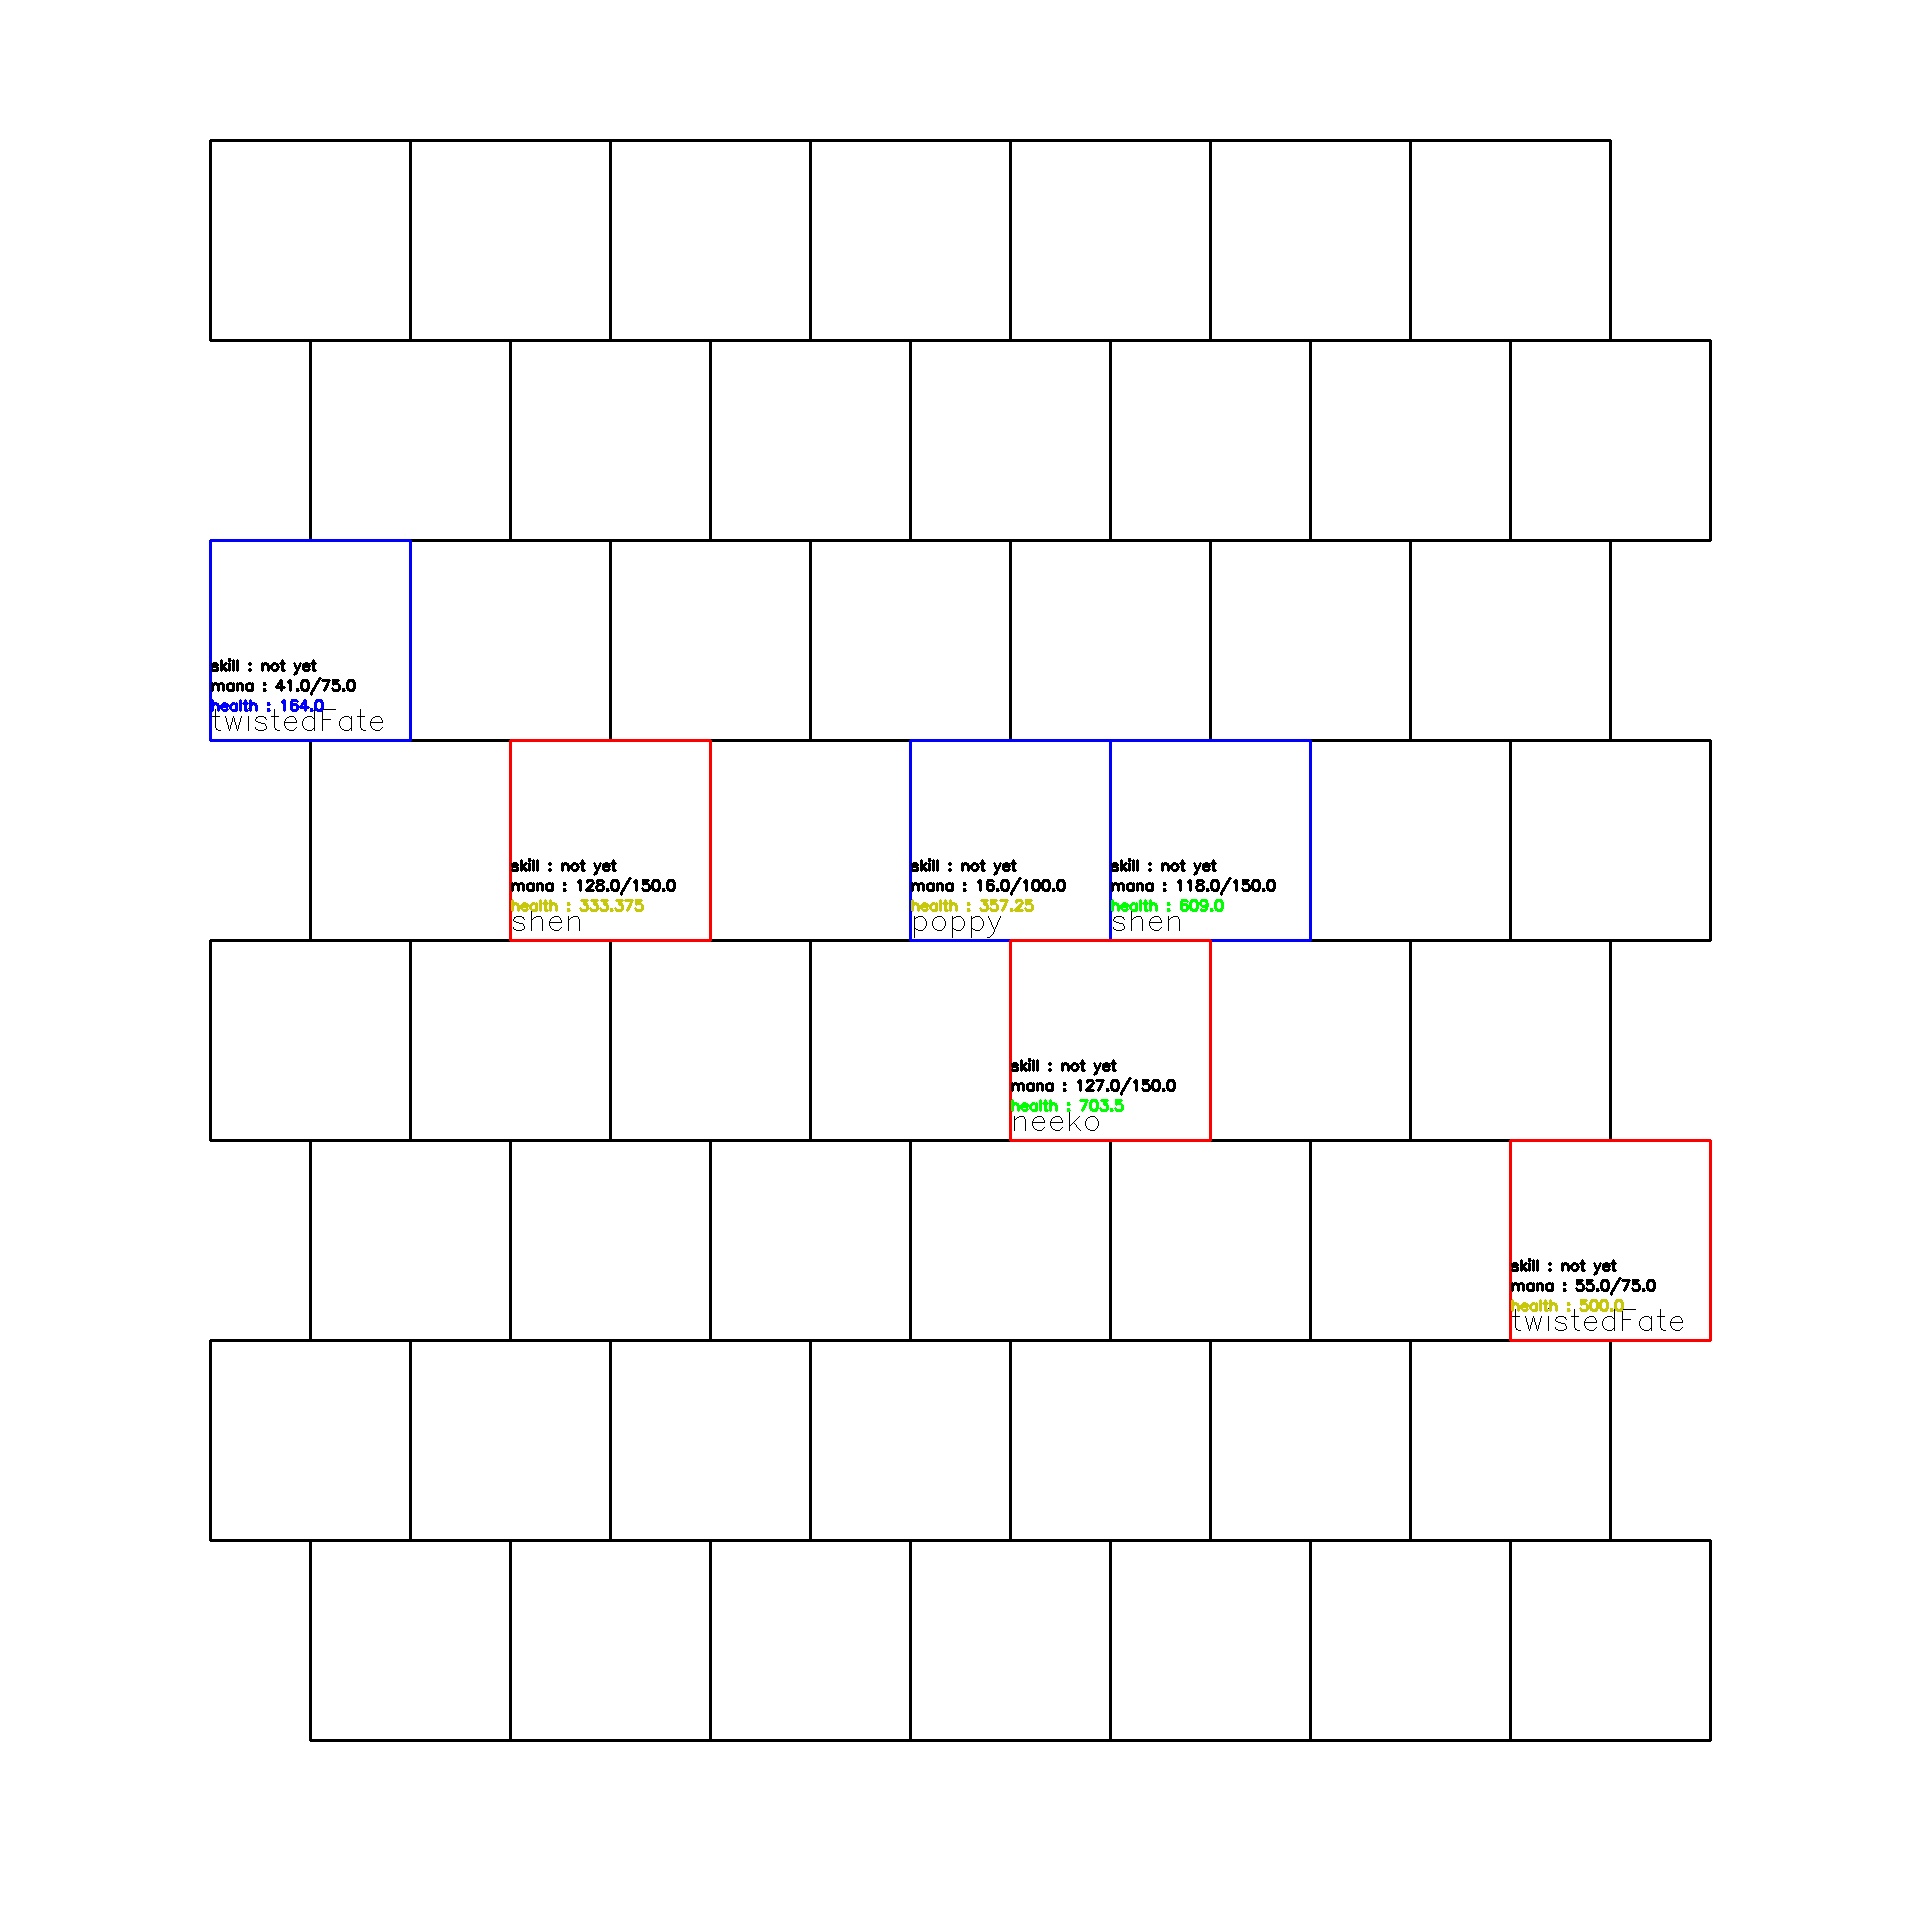 skill : not yet
mana : 41.0/75.0
health : 164.0
twistedFate
skill : not yet
mana : 128.0/150.0
health : 333.375
shen
skill : not yet
mana : 16.0/100.0
health : 357.25
poppy
skill : not yet
mana : 118.0/150.0
health : 609.0
shen
skill : not yet
mana : 127.0/150.0
health : 703.5
neeko
skill : not yet
mana : 55.0/75.0
health : 500.0
twistedFate